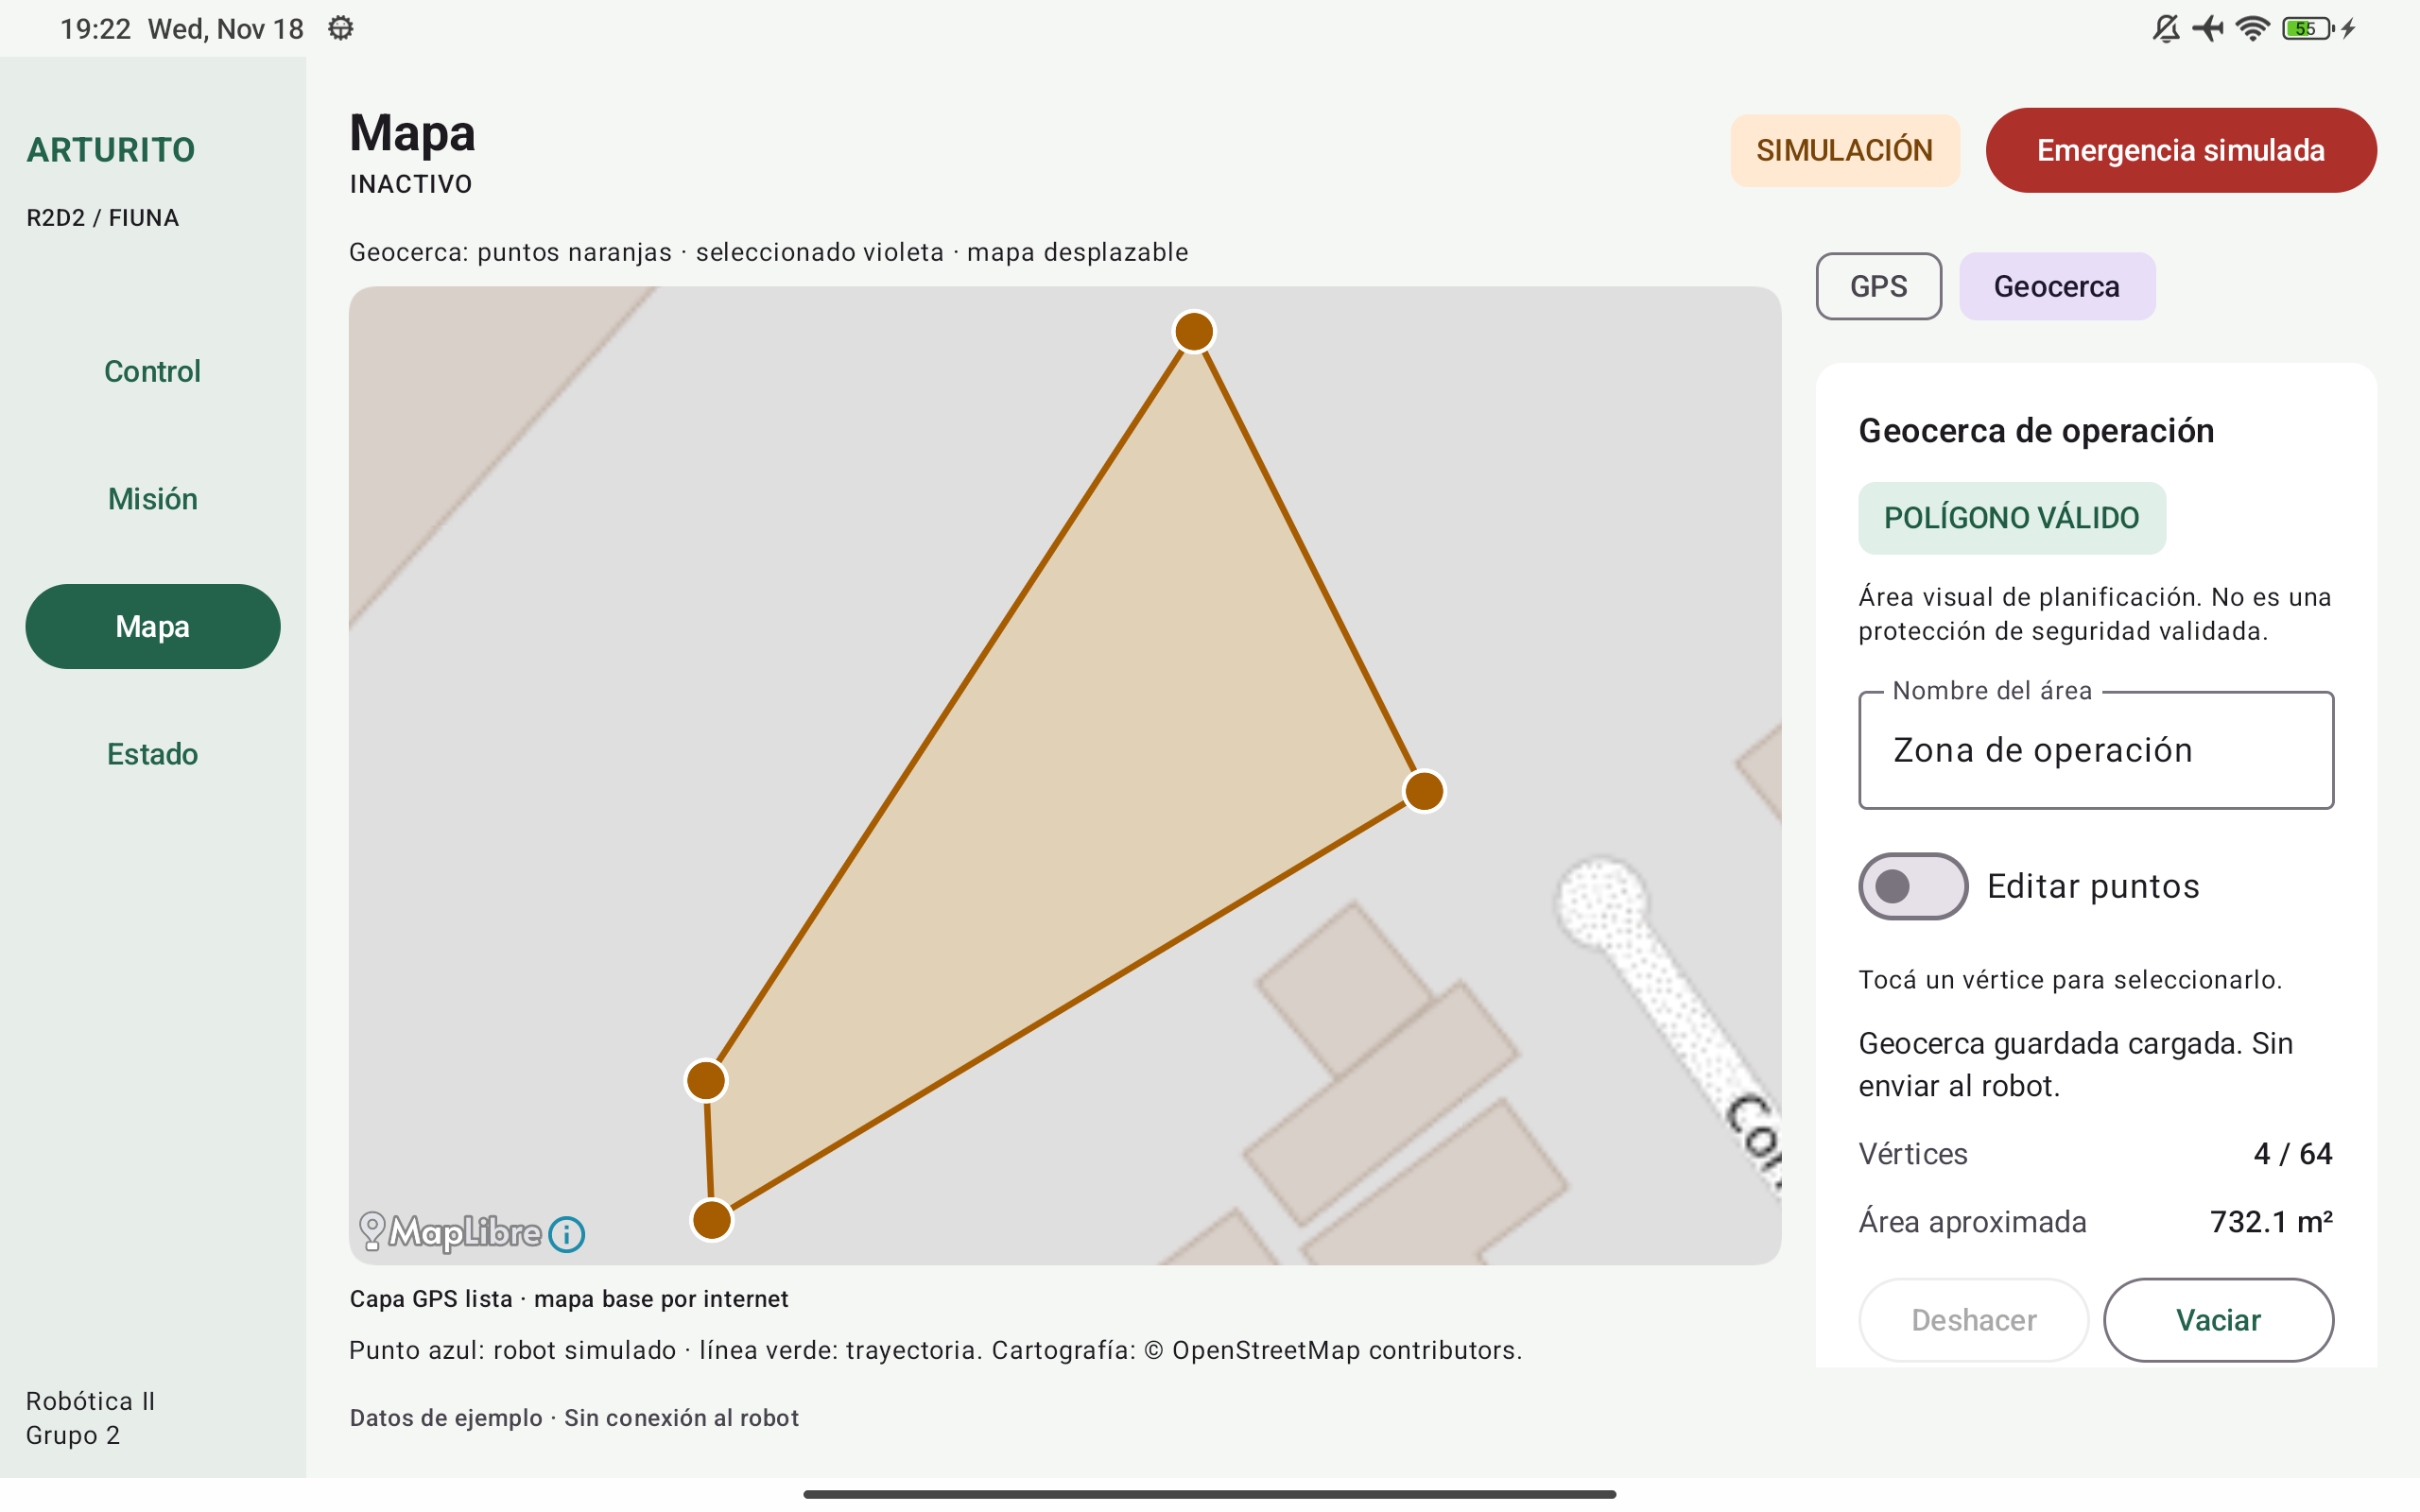 19:22 Wed, Nov 18
55
ARTURITO
R2D2 / FIUNA
Control
Misión
Mapa
Estado
Robótica II
Grupo 2
Mapa
INACTIVO
SIMULACIÓN
Emergencia simulada
Geocerca: puntos naranjas · seleccionado violeta · mapa desplazable
MapLibre
Capa GPS lista · mapa base por internet
Punto azul: robot simulado · línea verde: trayectoria. Cartografía: © OpenStreetMap contributors.
Datos de ejemplo · Sin conexión al robot
GPS
Geocerca
Geocerca de operación
POLÍGONO VÁLIDO
Área visual de planificación. No es una
protección de seguridad validada.
Nombre del área
Zona de operación
Editar puntos
Tocá un vértice para seleccionarlo.
Geocerca guardada cargada. Sin
enviar al robot.
Vértices 4 / 64
Área aproximada 732.1 m²
Deshacer
Vaciar